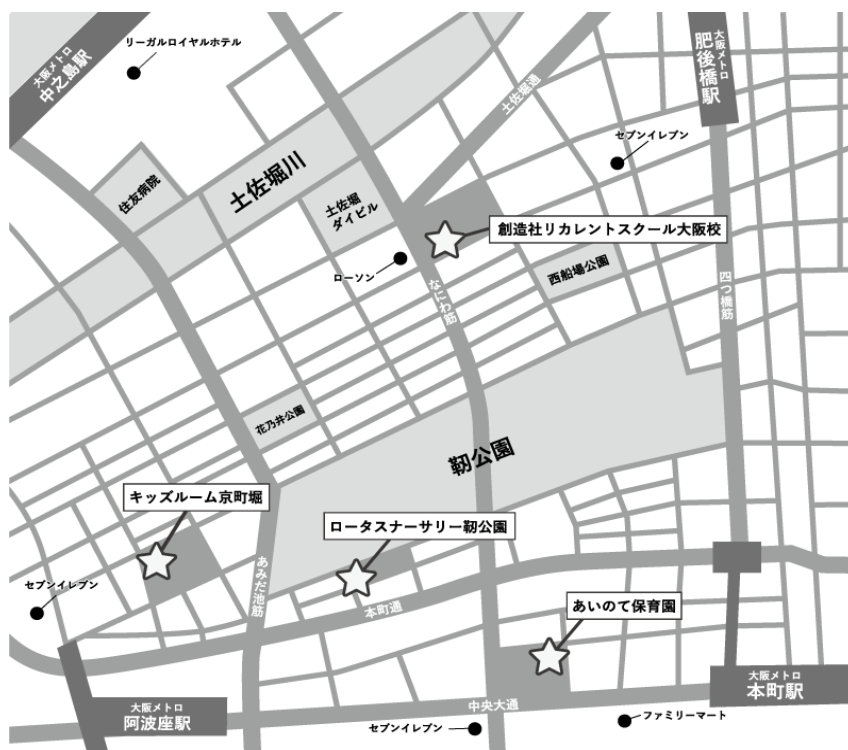 リーガルロイヤルホテル
大阪メトロ
中之島駅
大阪メトロ
肥後橋駅
土佐堀通
セブンイレブン
住友病院
土佐堀川
土佐堀
ダイビル
創造社リカレントスクール大阪校
ローソン
なにわ筋
西船場公園
四つ橋筋
花乃井公園
靭公園
キッズルーム京町堀
ロータスナーサリー靭公園
あみだ池筋
セブンイレブン
本町通
あいのて保育園
大阪メトロ
本町駅
大阪メトロ
阿波座駅
中央大通
セブンイレブン
ファミリーマート